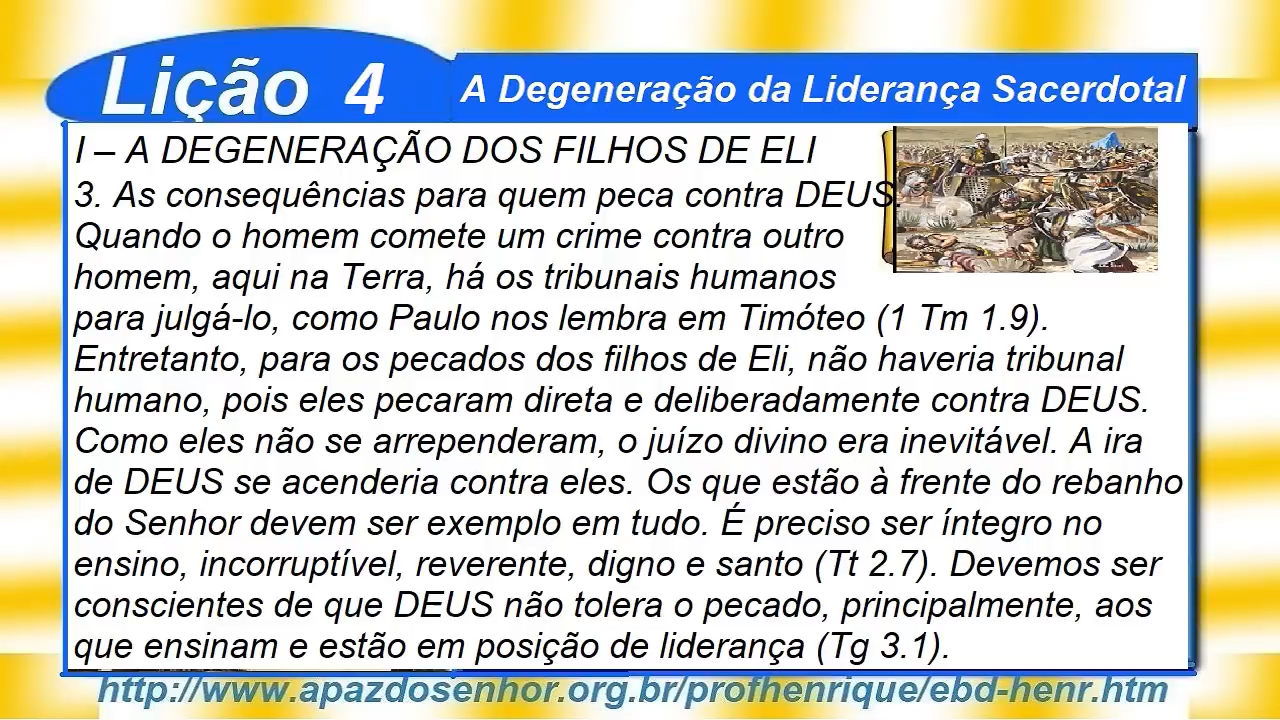 Lição 4
A Degeneração da Liderança Sacerdotal
I – A DEGENERAÇÃO DOS FILHOS DE ELI
3. As consequências para quem peca contra DEUS.
Quando o homem comete um crime contra outro
homem, aqui na Terra, há os tribunais humanos
para julgá-lo, como Paulo nos lembra em Timóteo (1 Tm 1.9).
Entretanto, para os pecados dos filhos de Eli, não haveria tribunal
humano, pois eles pecaram direta e deliberadamente contra DEUS.
Como eles não se arrependeram, o juízo divino era inevitável. A ira
de DEUS se acenderia contra eles. Os que estão à frente do rebanho
do Senhor devem ser exemplo em tudo. É preciso ser íntegro no
ensino, incorruptível, reverente, digno e santo (Tt 2.7). Devemos ser
conscientes de que DEUS não tolera o pecado, principalmente, aos
que ensinam e estão em posição de liderança (Tg 3.1).
http://www.apazdosenhor.org.br/profhenrique/ebd-henr.htm